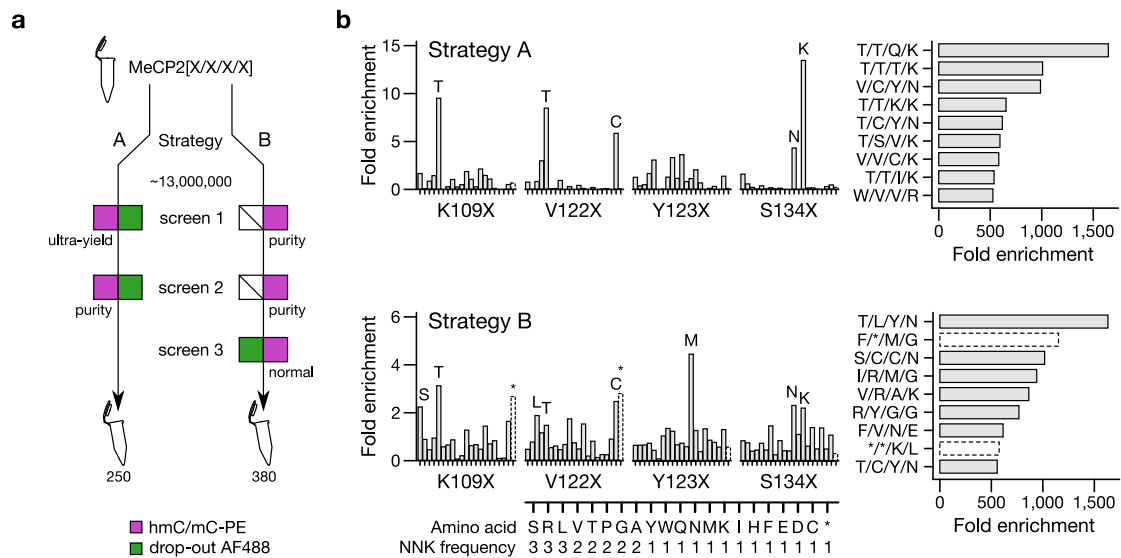 a
MeCP2[X/X/X/X]
A Strategy B
~13,000,000
screen 1
ultra-yield purity
screen 2
purity purity
screen 3
normal
250 380
hmC/mC-PE
drop-out AF488
b
Strategy A
Fold enrichment
15
10
5
0
T T C N K
K109X V122X Y123X S134X
T/T/Q/K
T/T/T/K
V/C/Y/N
T/T/K/K
T/C/Y/N
T/S/V/K
V/V/C/K
T/T/I/K
W/V/V/R
0 500 1,000 1,500
Fold enrichment
Strategy B
Fold enrichment
6
4
2
0
S T * L T C * M N K
K109X V122X Y123X S134X
Amino acid S R L V T P G A Y W Q N M K I H F E D C *
NNK frequency 3 3 3 2 2 2 2 2 1 1 1 1 1 1 1 1 1 1 1 1 1
T/L/Y/N
F/*/M/G
S/C/C/N
I/R/M/G
V/R/A/K
R/Y/G/G
F/V/N/E
*/*/K/L
T/C/Y/N
0 500 1,000 1,500
Fold enrichment